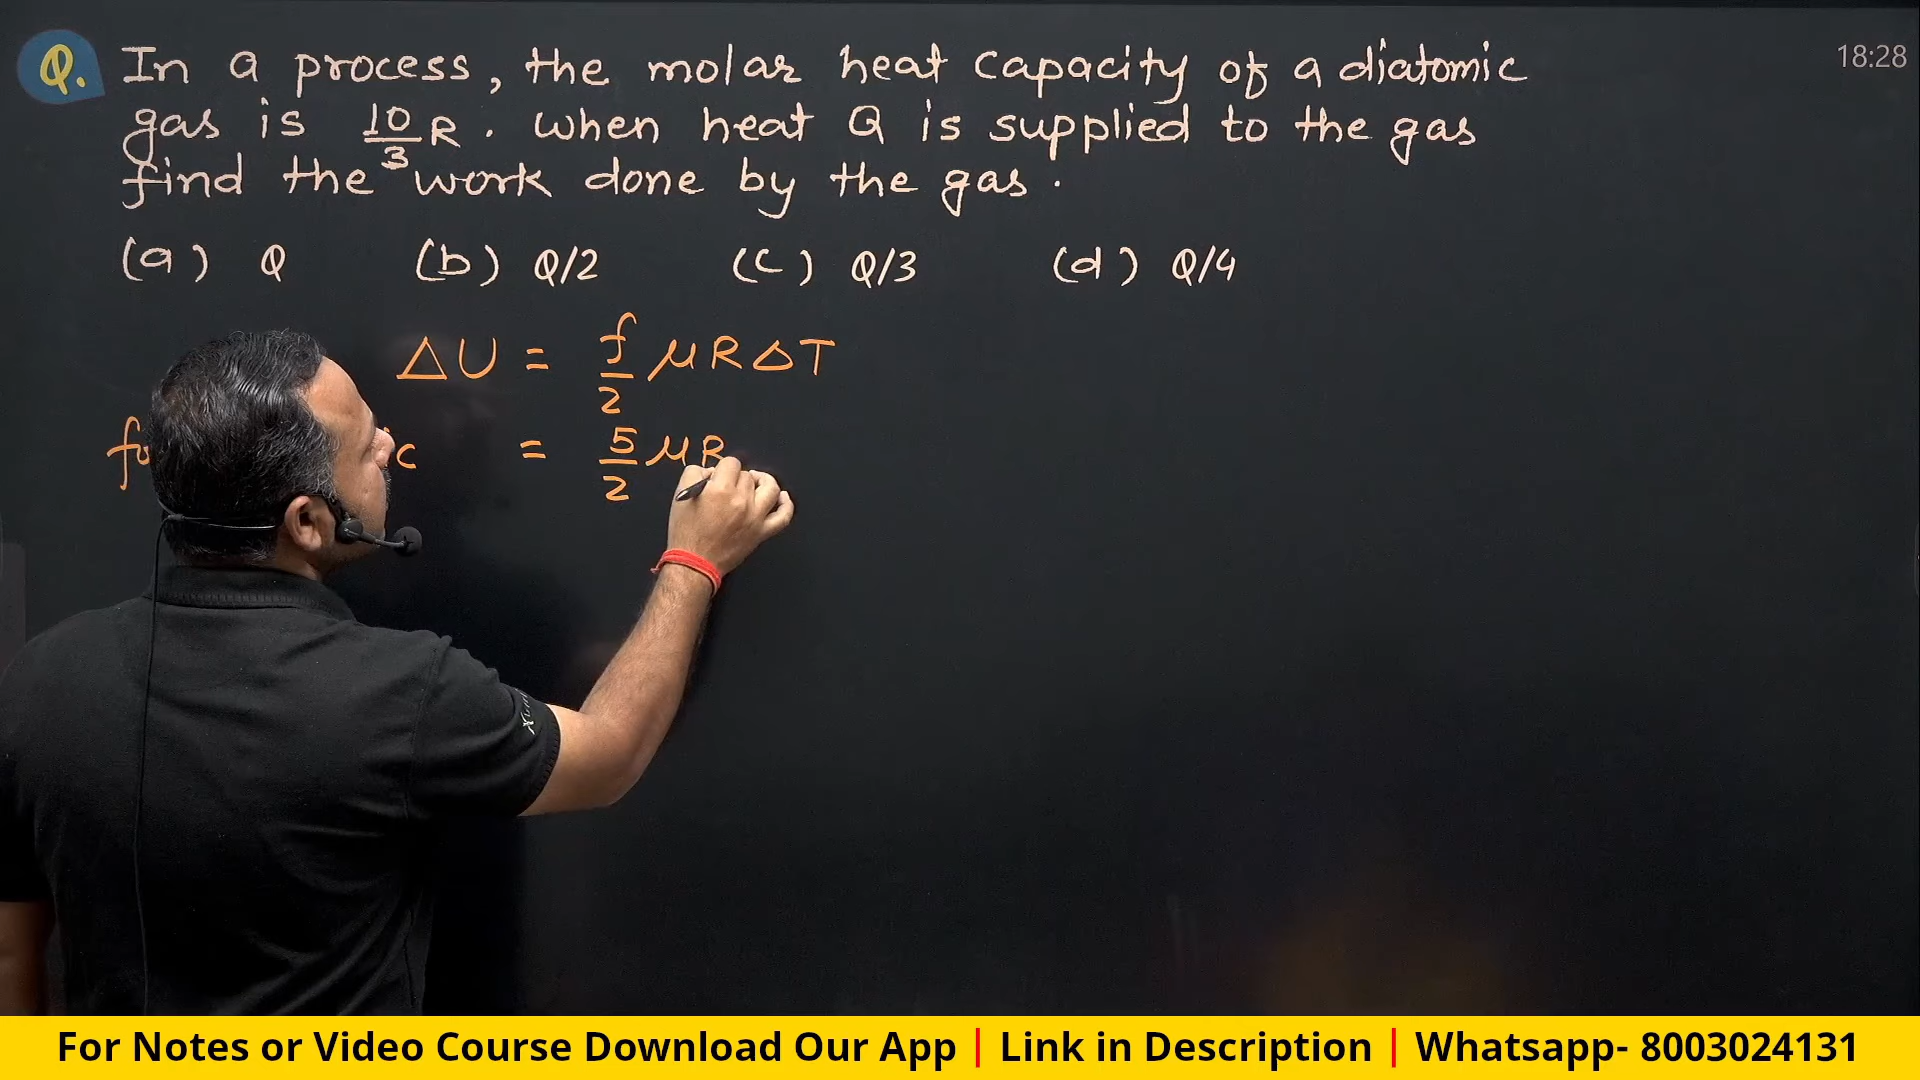 Q. In a process, the molar heat capacity of a diatomic
18:28
gas is 10/3 R. when heat Q is supplied to the gas
find the work done by the gas.
(a) Q (b) Q/2 (c) Q/3 (d) Q/4
ΔU = f/2 μRΔT
= 5/2 μR
For Notes or Video Course Download Our App | Link in Description | Whatsapp- 8003024131